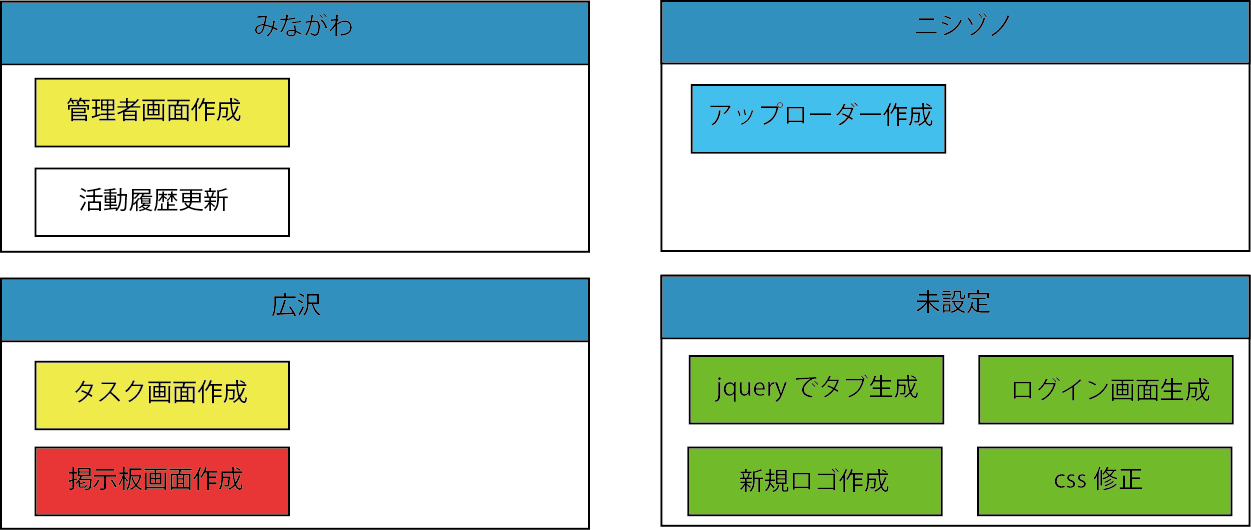 みながわ
管理者画面作成
活動履歴更新
ニシゾノ
アップローダー作成
広沢
タスク画面作成
掲示板画面作成
未設定
jquery でタブ生成
ログイン画面生成
新規ロゴ作成
css 修正